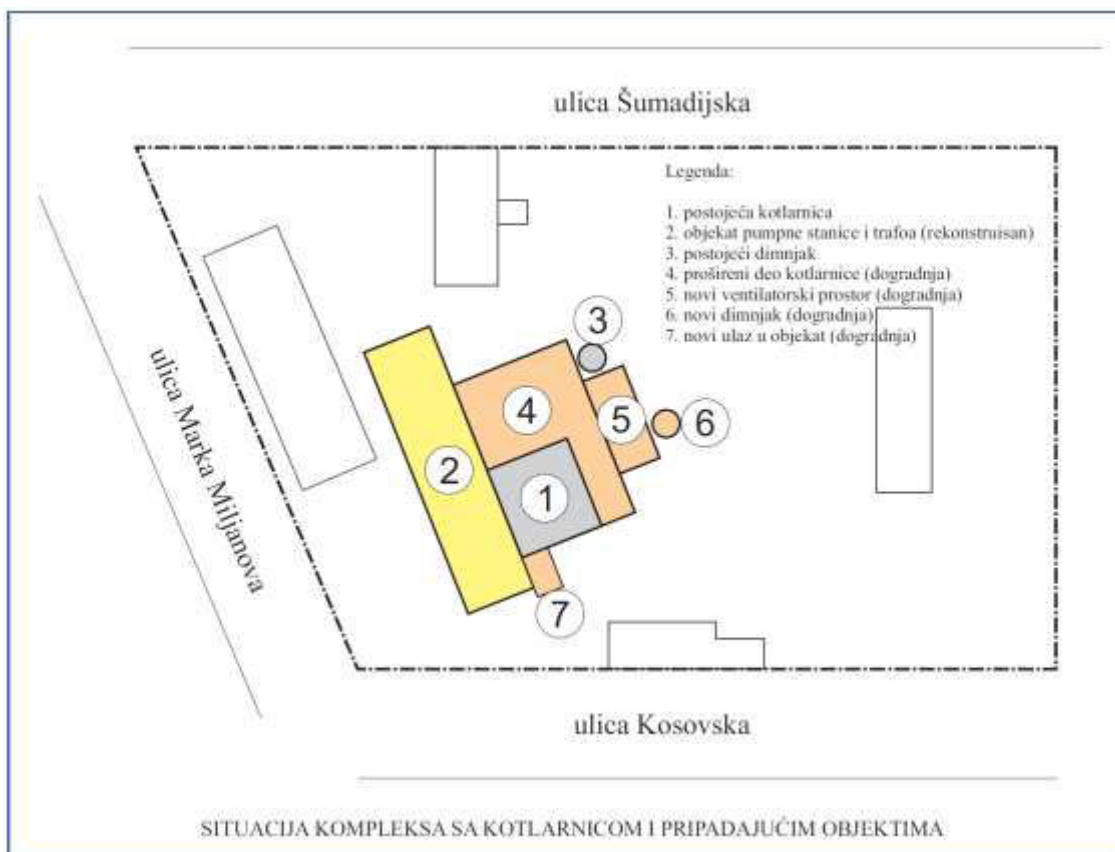 ulica Šumadijska
Legenda:
1. postojeća kotlarnica
2. objekat pumpne stanice i trafoa (rekonstruisan)
3. postojeći dimnjak
4. prošireni deo kotlarnice (dogradnja)
5. novi ventilatorski prostor (dogradnja)
6. novi dimnjak (dogradnja)
7. novi ulaz u objekat (dogradnja)
3
4
5
6
2
1
7
ulica Marka Miljanova
ulica Kosovska
SITUACIJA KOMPLEKSA SA KOTLARNICOM I PRIPADAJUĆIM OBJEKTIMA